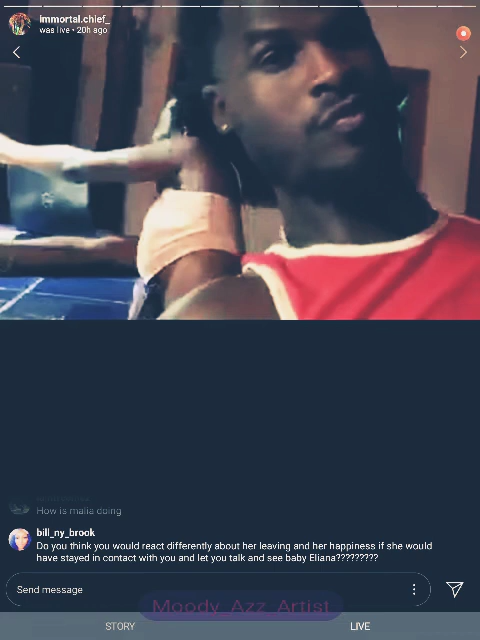 immortal.chief_
was live • 20h ago
How is malia doing
bill_ny_brook
Do you think you would react differently about her leaving and her happiness if she would
have stayed in contact with you and let you talk and see baby Eliana?????????
Send message
Moody_Azz_Artist
STORY LIVE